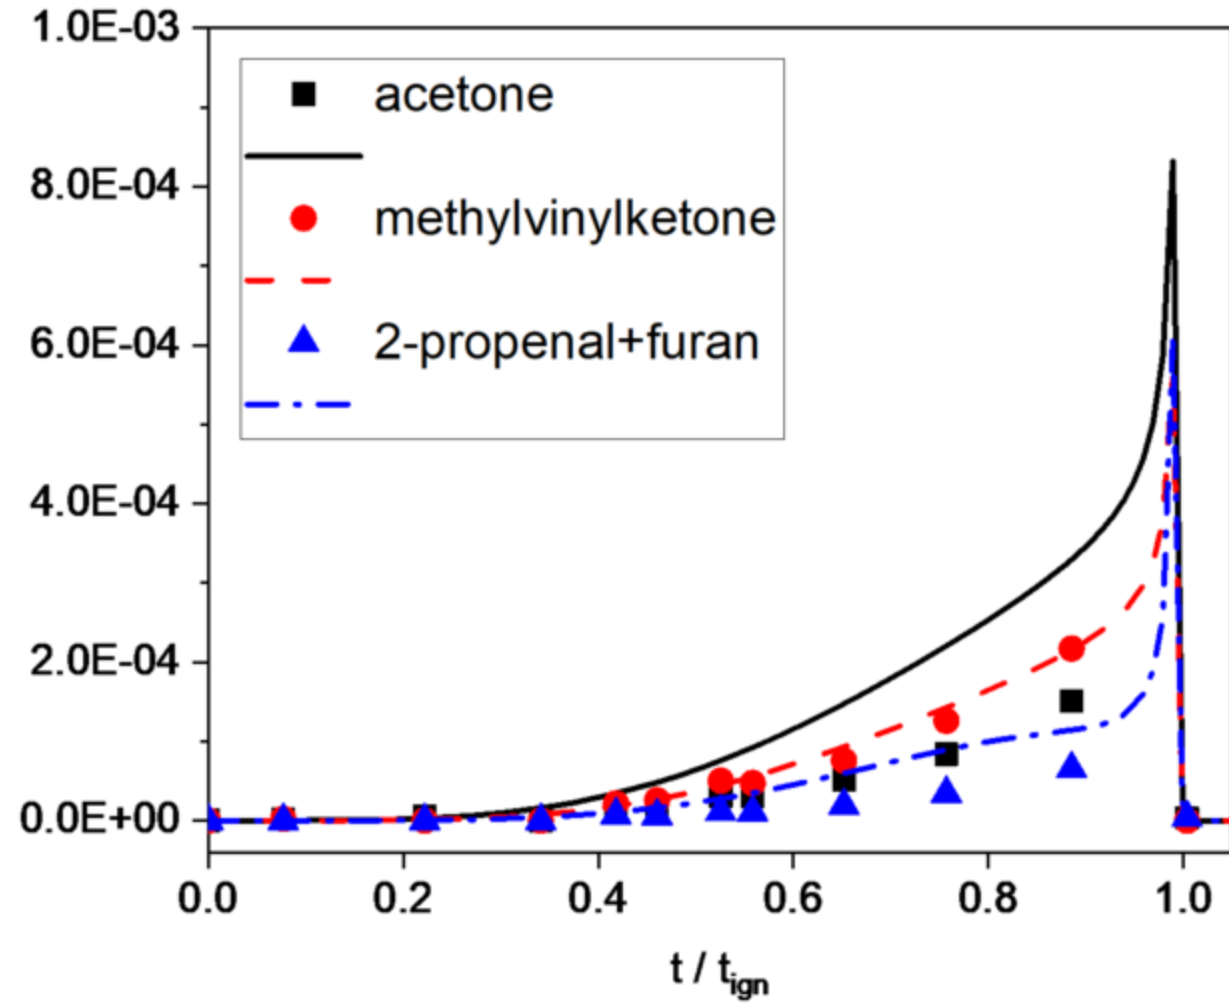 1.0E-03
acetone
8.0E-04
methylvinylketone
6.0E-04
2-propenal+furan
4.0E-04
2.0E-04
0.0E+00
0.0 0.2 0.4 0.6 0.8 1.0
t / tign